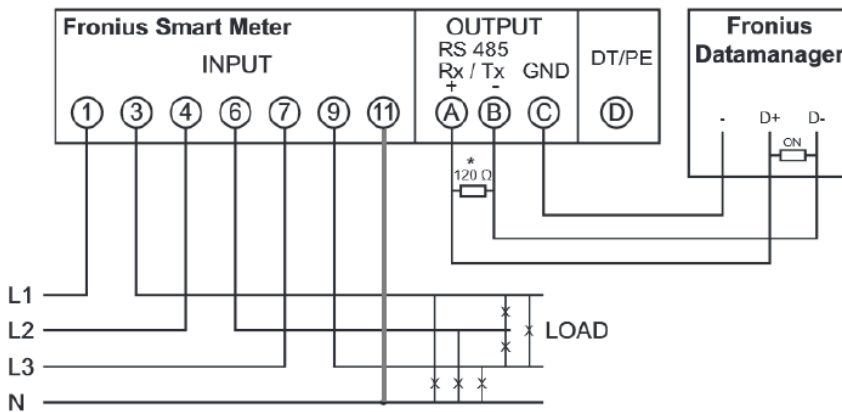 Fronius Smart Meter
INPUT
1 3 4 6 7 9 11
OUTPUT
RS 485
Rx / Tx GND
+ -
A B C
DT/PE
D
Fronius
Datamanager
- D+ D-
ON
*
120 Ω
L1
L2
L3
N
LOAD